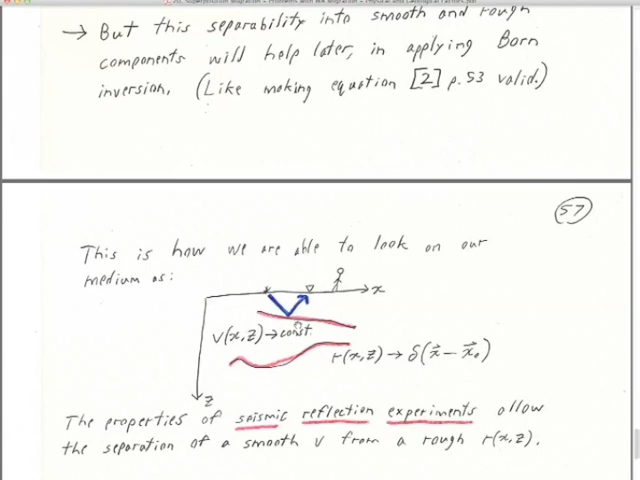 → But this separability into smooth and rough
components will help later, in applying Born
inversion. (Like making equation [2] p.53 valid.)
57
This is how we are able to look on our
medium as:
x
v(x,z)→const.
r(x,z)→δ(x⃗-x⃗₀)
z
The properties of seismic reflection experiments allow
the separation of a smooth v from a rough r(x,z).